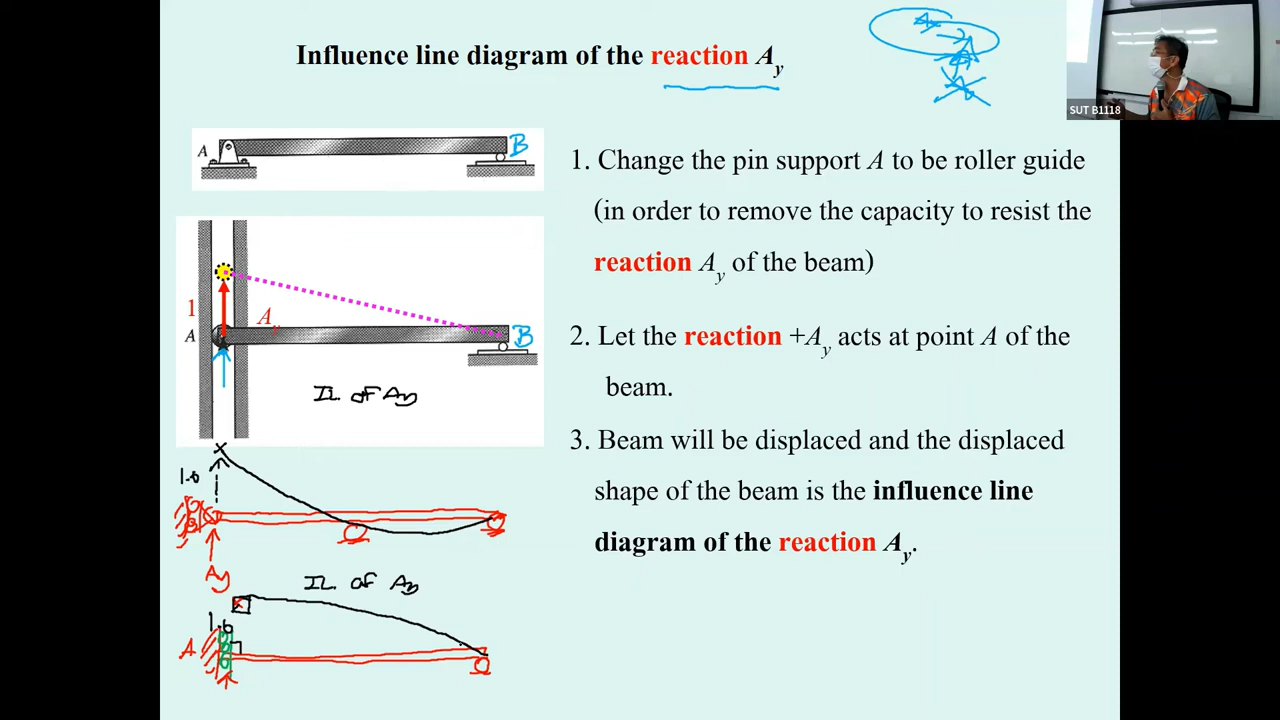 Influence line diagram of the reaction Ay
SUT B1118
A
B
1
A
Ay
B
IL of Ay
1. Change the pin support A to be roller guide
(in order to remove the capacity to resist the
reaction Ay of the beam)
2. Let the reaction +Ay acts at point A of the
beam.
3. Beam will be displaced and the displaced
shape of the beam is the influence line
diagram of the reaction Ay.
1.0
Ay
IL of Ay
1.0
A